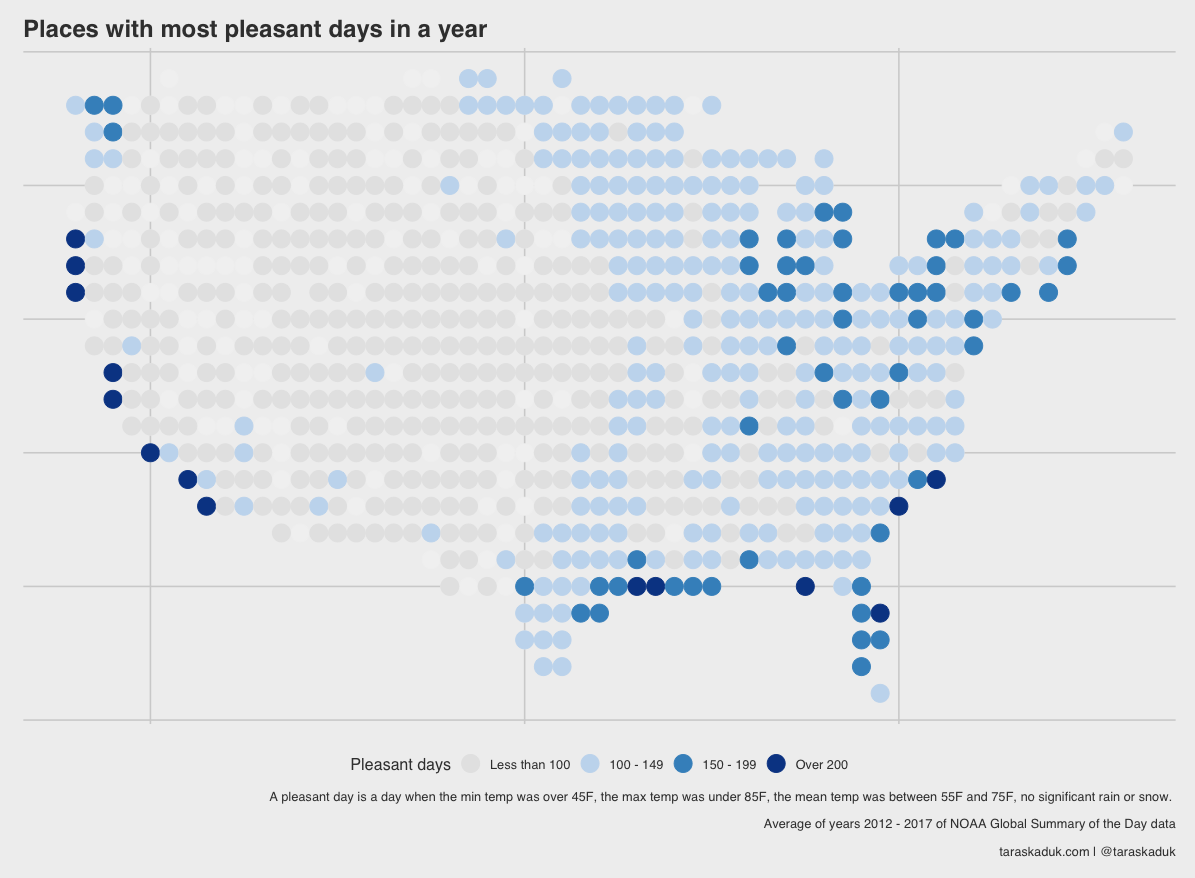 Places with most pleasant days in a year
Pleasant days Less than 100 100 - 149 150 - 199 Over 200
A pleasant day is a day when the min temp was over 45F, the max temp was under 85F, the mean temp was between 55F and 75F, no significant rain or snow.
Average of years 2012 - 2017 of NOAA Global Summary of the Day data
taraskaduk.com I @taraskaduk